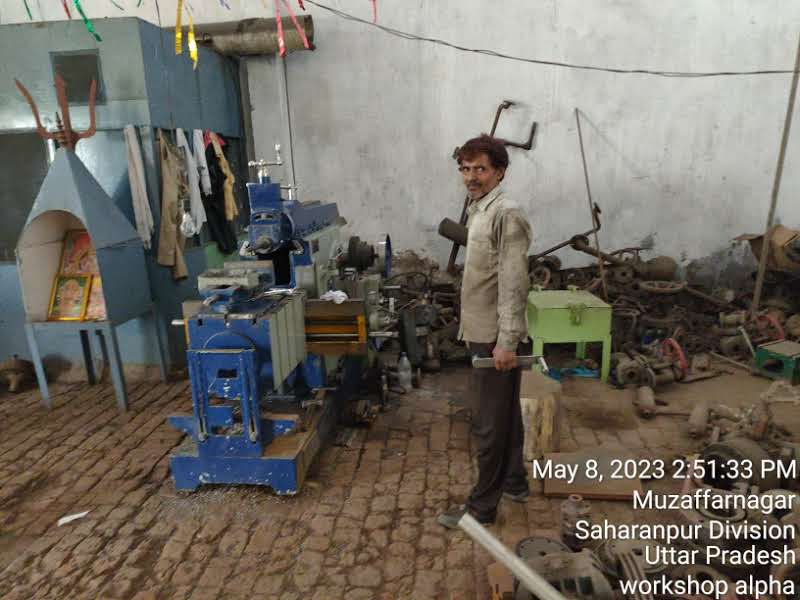 May 8, 2023 2:51:33 PM
Muzaffarnagar
Saharanpur Division
Uttar Pradesh
workshop alpha